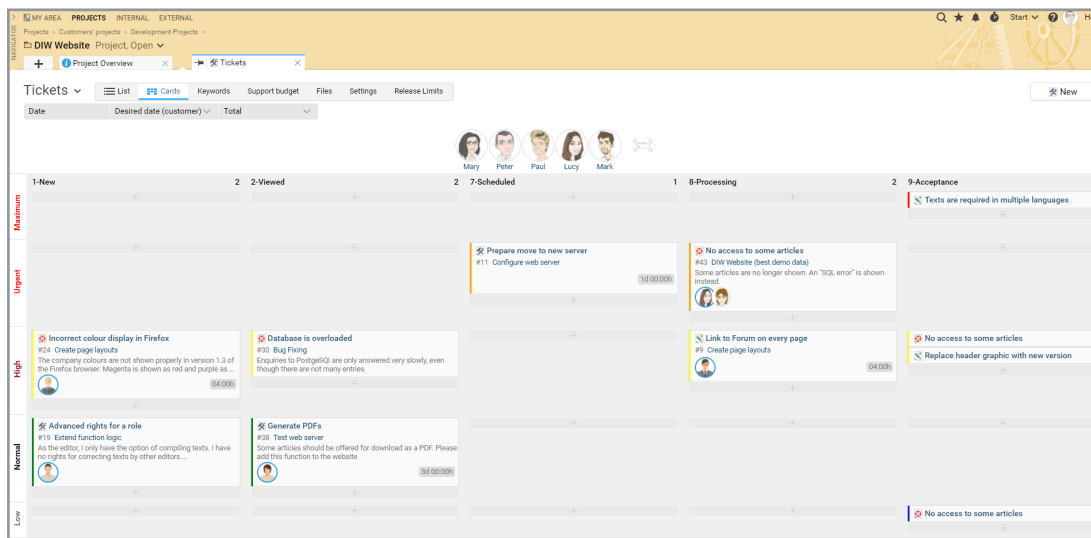 MY AREA PROJECTS INTERNAL EXTERNAL
Start
Projects › Customers' projects › Development Projects ›
NAVIGATOR
DIW Website Project, Open
Project Overview
Tickets
Tickets
List Cards Keywords Support budget Files Settings Release Limits
New
Date Desired date (customer) Total
Mary Peter Paul Lucy Mark
1-New 2 2-Viewed 2 7-Scheduled 1 8-Processing 2 9-Acceptance
Maximum
Texts are required in multiple languages
Urgent
Prepare move to new server
#11 Configure web server
1d 00:00h
No access to some articles
#43 DIW Website (best demo data)
Some articles are no longer shown. An "SQL error" is shown
instead.
High
Incorrect colour display in Firefox
#24 Create page layouts
The company colours are not shown properly in version 1.3 of
the Firefox browser. Magenta is shown as red and purple as ...
04:00h
Database is overloaded
#30 Bug Fixing
Enquiries to PostgeSQl are only answered very slowly, even
though there are not many entries.
Link to Forum on every page
#9 Create page layouts
04:00h
No access to some articles
Replace header graphic with new version
Normal
Advanced rights for a role
#19 Extend function logic
As the editor, I only have the option of compiling texts. I have
no rights for correcting texts by other editors....
Generate PDFs
#38 Test web server
Some articles should be offered for download as a PDF. Please
add this function to the website
3d 00:00h
Low
No access to some articles